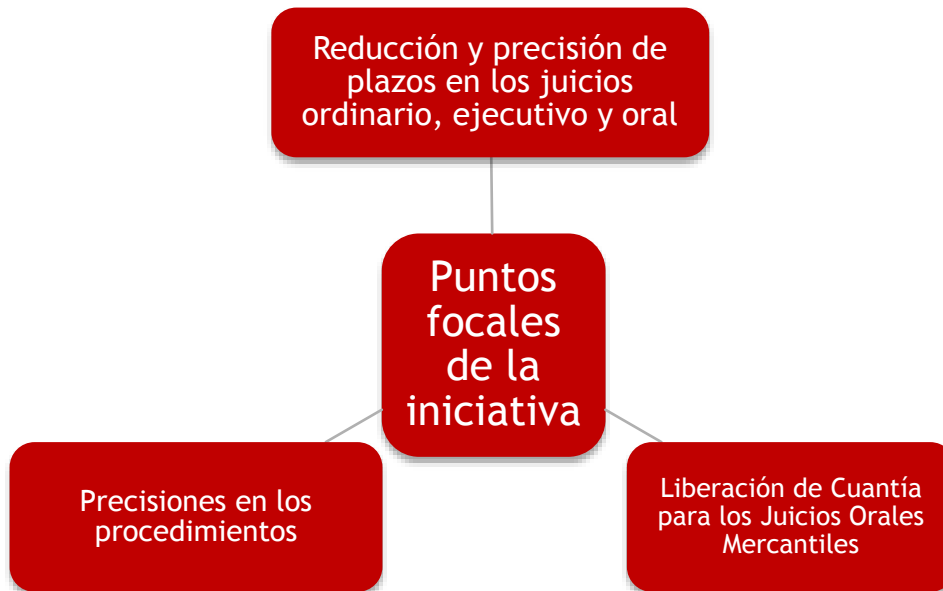 Reducción y precisión de
plazos en los juicios
ordinario, ejecutivo y oral
Puntos
focales
de la
iniciativa
Precisiones en los
procedimientos
Liberación de Cuantía
para los Juicios Orales
Mercantiles